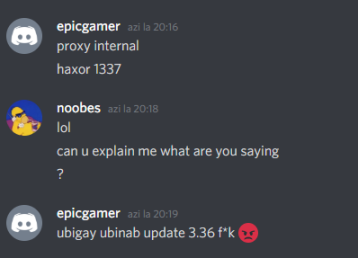 epicgamer azi la 20:16
proxy internal
haxor 1337
noobes azi la 20:18
lol
can u explain me what are you saying
?
epicgamer azi la 20:19
ubigay ubinab update 3.36 f*k 😡